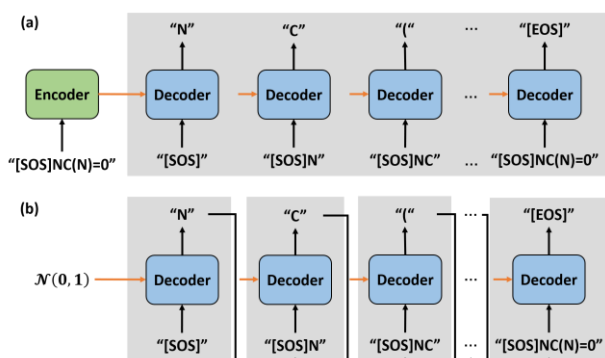 (a)
“N” “C” “(“ ... “[EOS]”
Encoder Decoder Decoder Decoder ... Decoder
“[SOS]NC(N)=0” “[SOS]” “[SOS]N” “[SOS]NC” ... “[SOS]NC(N)=0”
(b)
“N” “C” “(“ ... “[EOS]”
𝒩(0, 1) Decoder Decoder Decoder ... Decoder
“[SOS]” “[SOS]N” “[SOS]NC” ... “[SOS]NC(N)=0”